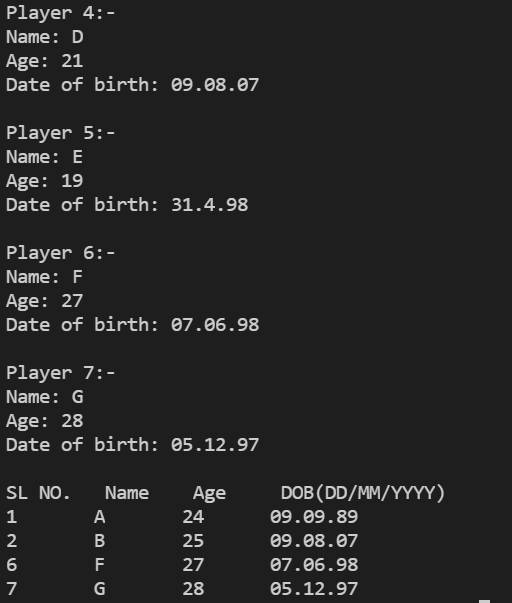 Player 4:-
Name: D
Age: 21
Date of birth: 09.08.07
Player 5:-
Name: E
Age: 19
Date of birth: 31.4.98
Player 6:-
Name: F
Age: 27
Date of birth: 07.06.98
Player 7:-
Name: G
Age: 28
Date of birth: 05.12.97
SL NO. Name Age DOB(DD/MM/YYYY)
1 A 24 09.09.89
2 B 25 09.08.07
6 F 27 07.06.98
7 G 28 05.12.97